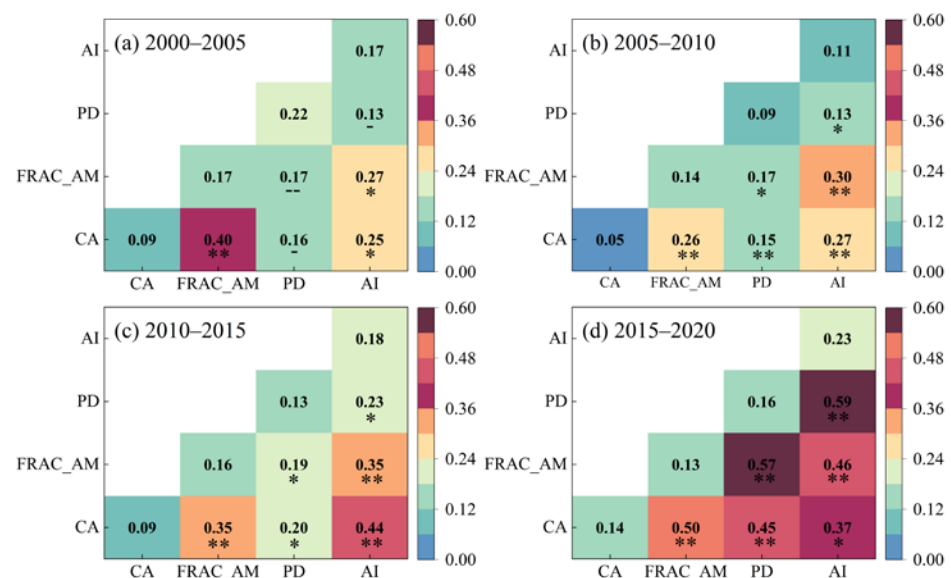 (a) 2000–2005
AI 0.17
PD 0.22 0.13
-
FRAC_AM 0.17 0.17 0.27
-- *
CA 0.09 0.40 0.16 0.25
** - *
CA FRAC_AM PD AI
0.60
0.48
0.36
0.24
0.12
0.00
(b) 2005–2010
AI 0.11
PD 0.09 0.13
*
FRAC_AM 0.14 0.17 0.30
* **
CA 0.05 0.26 0.15 0.27
** ** **
CA FRAC_AM PD AI
0.60
0.48
0.36
0.24
0.12
0.00
(c) 2010–2015
AI 0.18
PD 0.13 0.23
*
FRAC_AM 0.16 0.19 0.35
* **
CA 0.09 0.35 0.20 0.44
** * **
CA FRAC_AM PD AI
0.60
0.48
0.36
0.24
0.12
0.00
(d) 2015–2020
AI 0.23
PD 0.16 0.59
**
FRAC_AM 0.13 0.57 0.46
** **
CA 0.14 0.50 0.45 0.37
** ** *
CA FRAC_AM PD AI
0.60
0.48
0.36
0.24
0.12
0.00